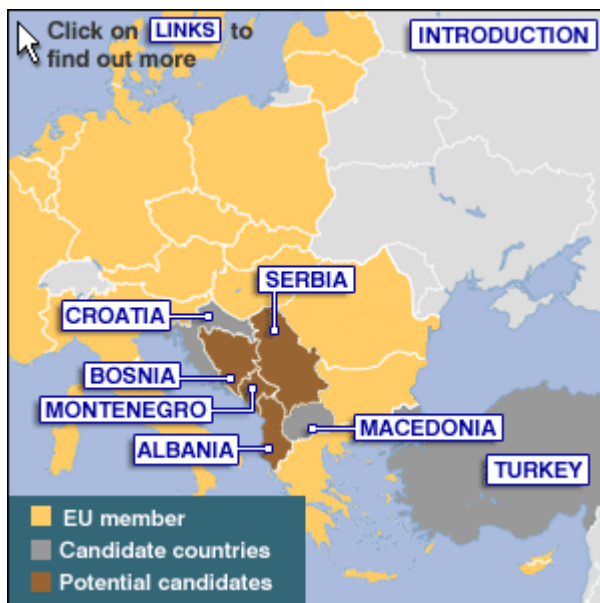 Click on LINKS to
find out more
INTRODUCTION
SERBIA
CROATIA
BOSNIA
MONTENEGRO
MACEDONIA
ALBANIA
TURKEY
EU member
Candidate countries
Potential candidates